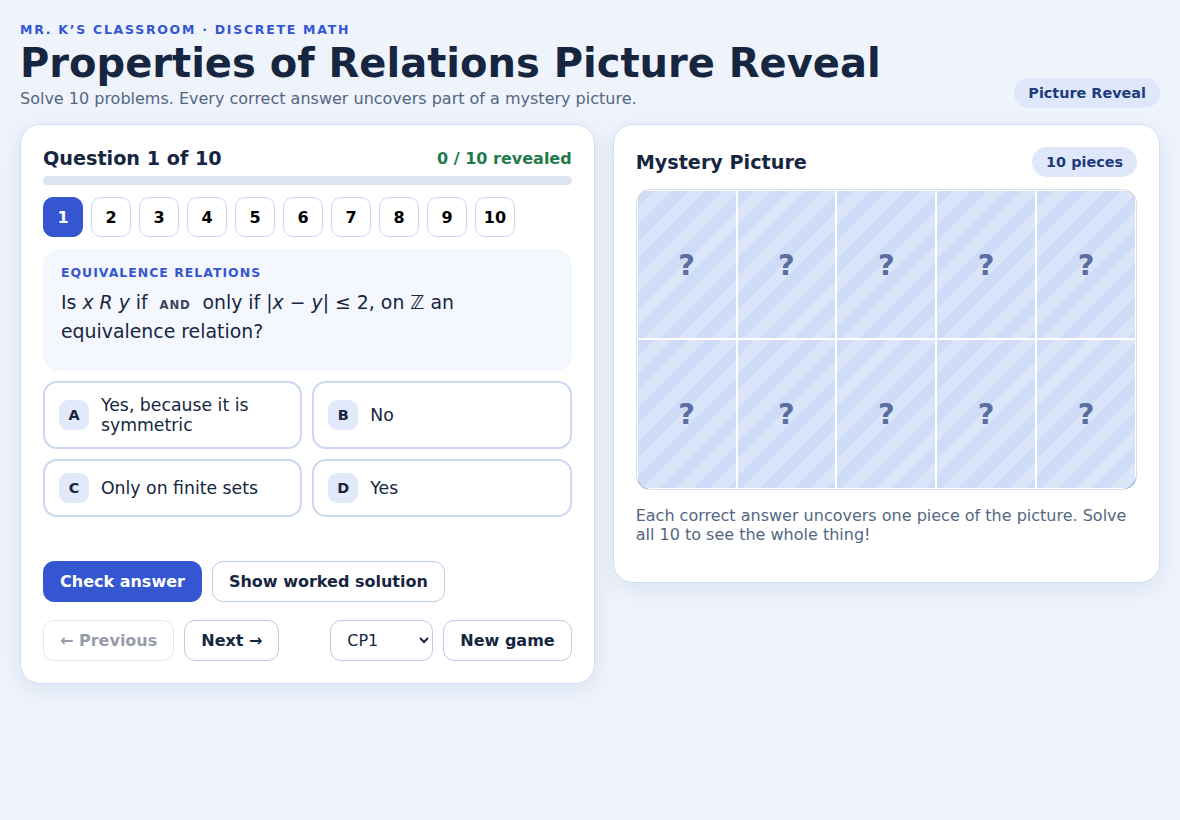 MR. K’S CLASSROOM · DISCRETE MATH
Properties of Relations Picture Reveal
Solve 10 problems. Every correct answer uncovers part of a mystery picture.
Picture Reveal
Question 1 of 10
0 / 10 revealed
1 2 3 4 5 6 7 8 9 10
EQUIVALENCE RELATIONS
Is x R y if AND only if |x − y| ≤ 2, on ℤ an
equivalence relation?
A Yes, because it is
symmetric
B No
C Only on finite sets
D Yes
Check answer
Show worked solution
← Previous
Next →
CP1
New game
Mystery Picture
10 pieces
? ? ? ? ?
? ? ? ? ?
Each correct answer uncovers one piece of the picture. Solve
all 10 to see the whole thing!